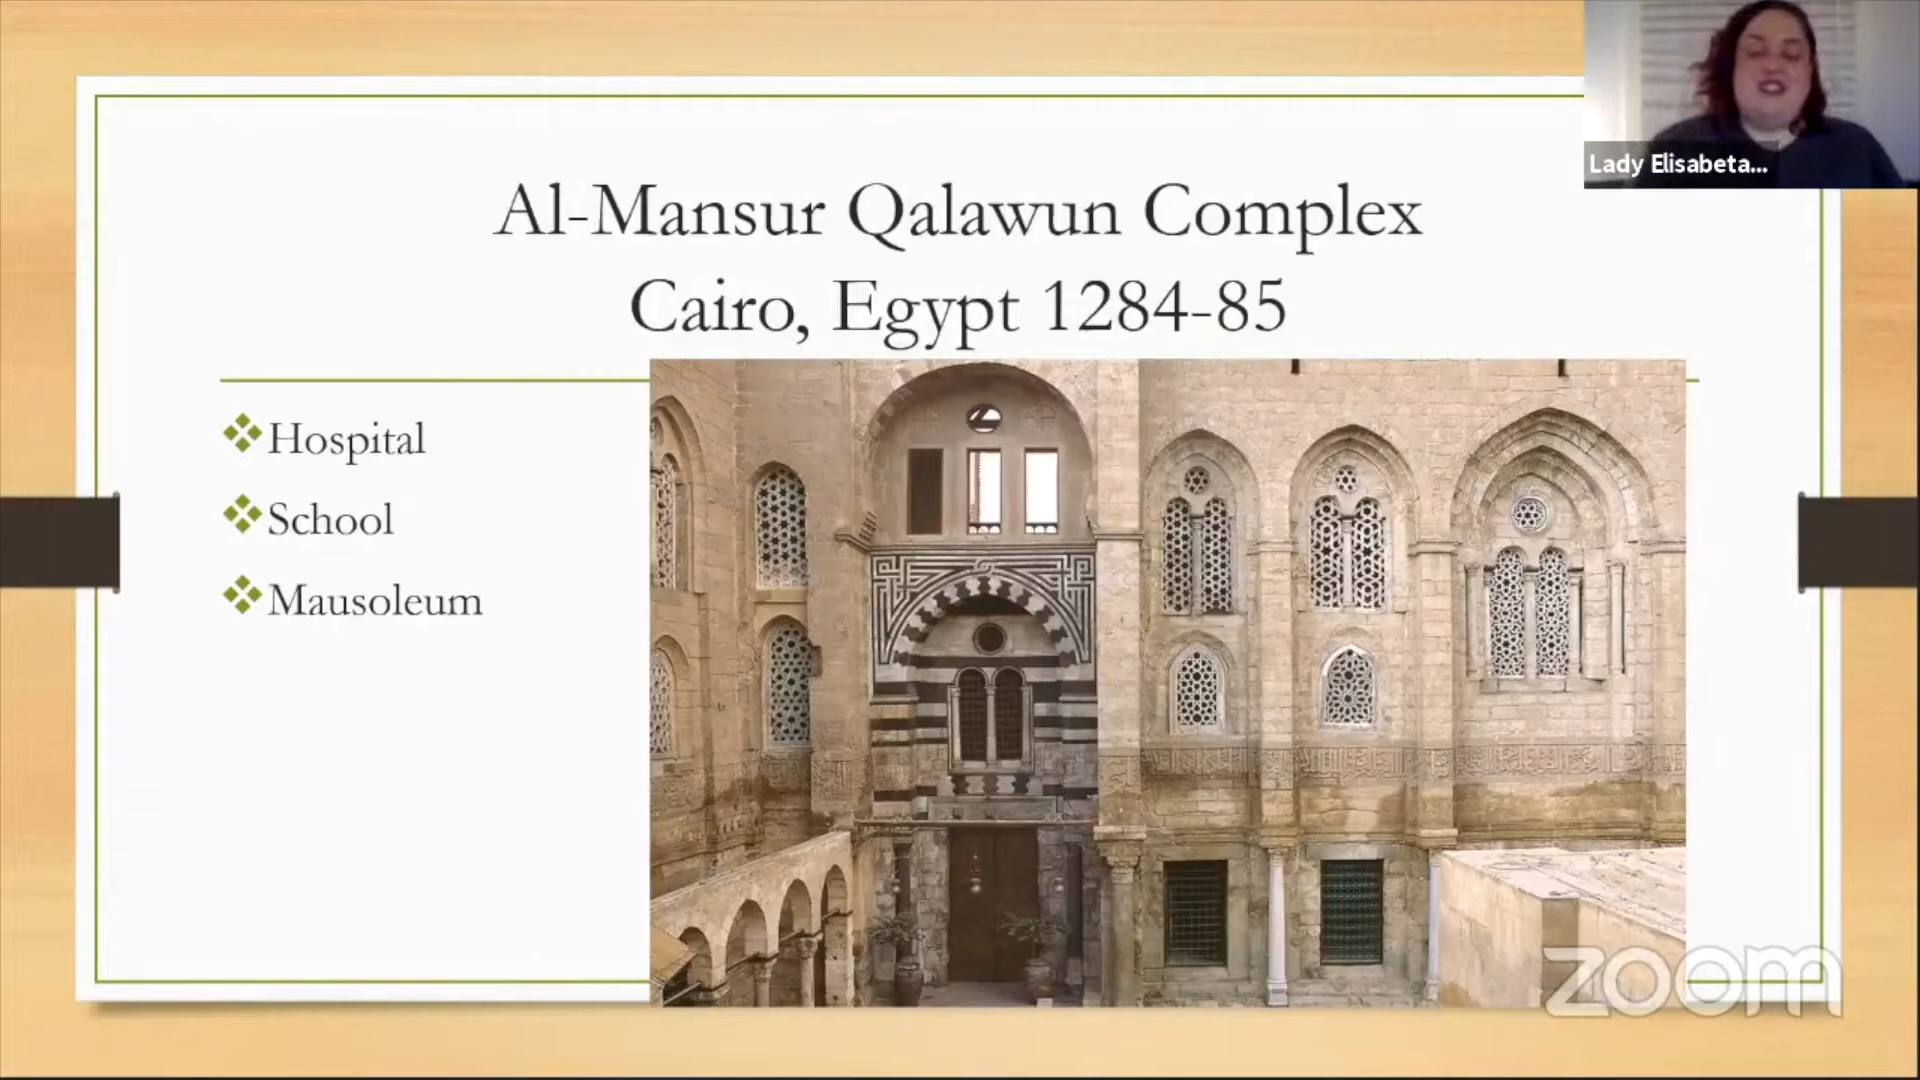 Al-Mansur Qalawun Complex
Cairo, Egypt 1284-85
Hospital
School
Mausoleum
Lady Elisabeta...
zoom